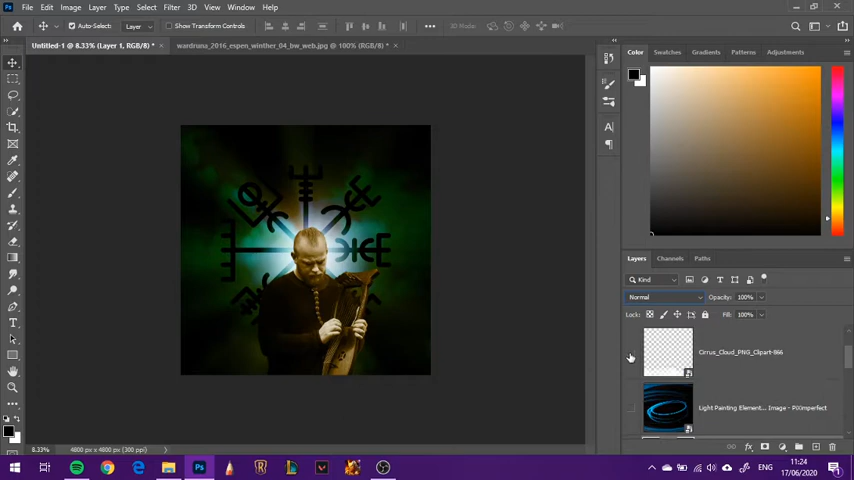 Ps File Edit Image Layer Type Select Filter 3D View Window Help
Auto-Select: Layer Show Transform Controls 3D Mode:
Untitled-1 @ 8.33% (Layer 1, RGB/8) * × wardruna_2016_espen_winther_04_bw_web.jpg @ 100% (RGB/8) * ×
Color Swatches Gradients Patterns Adjustments
A|
Layers Channels Paths
Kind
Normal Opacity: 100%
Lock: Fill: 100%
Cirrus_Cloud_PNG_Clipart-866
Light Painting Element... Image - PiXimperfect
8.33% 4800 px x 4800 px (300 ppi)
Ps ENG 11:24
17/06/2020